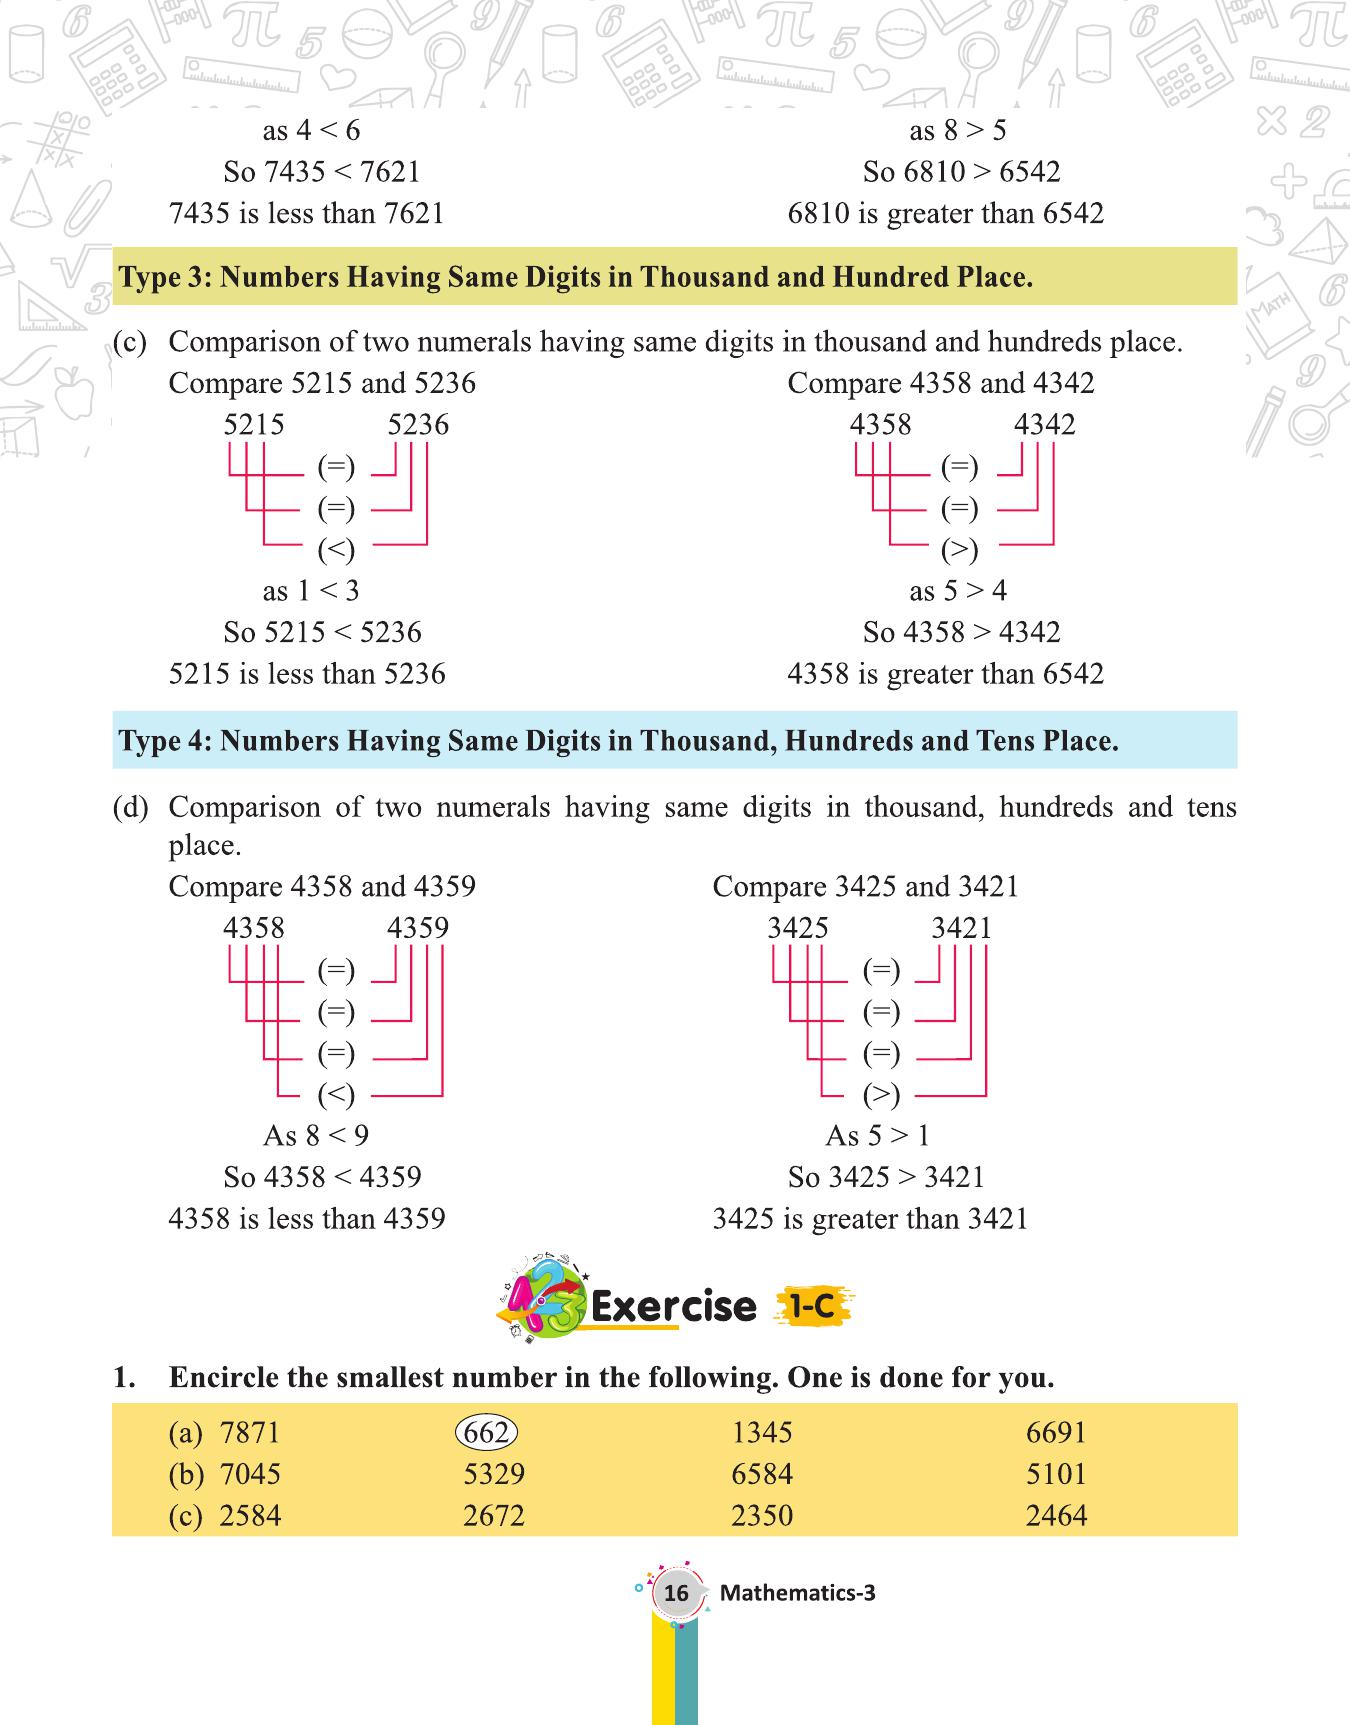 as 4 < 6
So 7435 < 7621
7435 is less than 7621
as 8 > 5
So 6810 > 6542
6810 is greater than 6542
Type 3: Numbers Having Same Digits in Thousand and Hundred Place.
(c) Comparison of two numerals having same digits in thousand and hundreds place.
Compare 5215 and 5236
5215 5236
(=)
(=)
(<)
as 1 < 3
So 5215 < 5236
5215 is less than 5236
Compare 4358 and 4342
4358 4342
(=)
(=)
(>)
as 5 > 4
So 4358 > 4342
4358 is greater than 6542
Type 4: Numbers Having Same Digits in Thousand, Hundreds and Tens Place.
(d) Comparison of two numerals having same digits in thousand, hundreds and tens
place.
Compare 4358 and 4359
4358 4359
(=)
(=)
(=)
(<)
As 8 < 9
So 4358 < 4359
4358 is less than 4359
Compare 3425 and 3421
3425 3421
(=)
(=)
(=)
(>)
As 5 > 1
So 3425 > 3421
3425 is greater than 3421
123 Exercise 1-C
1. Encircle the smallest number in the following. One is done for you.
(a) 7871 662 1345 6691
(b) 7045 5329 6584 5101
(c) 2584 2672 2350 2464
16 Mathematics-3